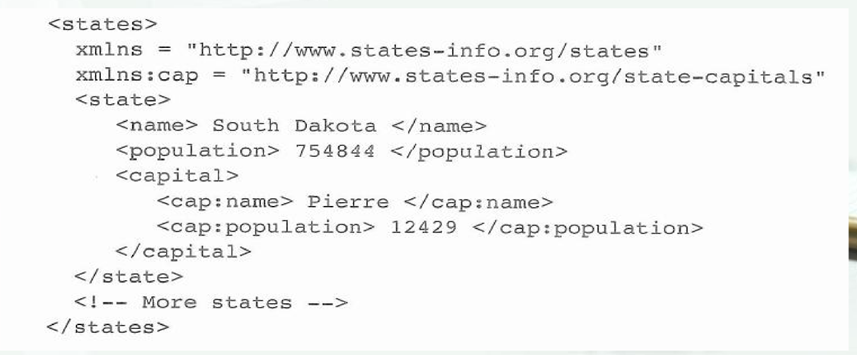 <states>
xmlns = "http://www.states-info.org/states"
xmlns:cap = "http://www.states-info.org/state-capitals"
<state>
<name> South Dakota </name>
<population> 754844 </population>
<capital>
<cap:name> Pierre </cap:name>
<cap:population> 12429 </cap:population>
</capital>
</state>
<!-- More states -->
</states>